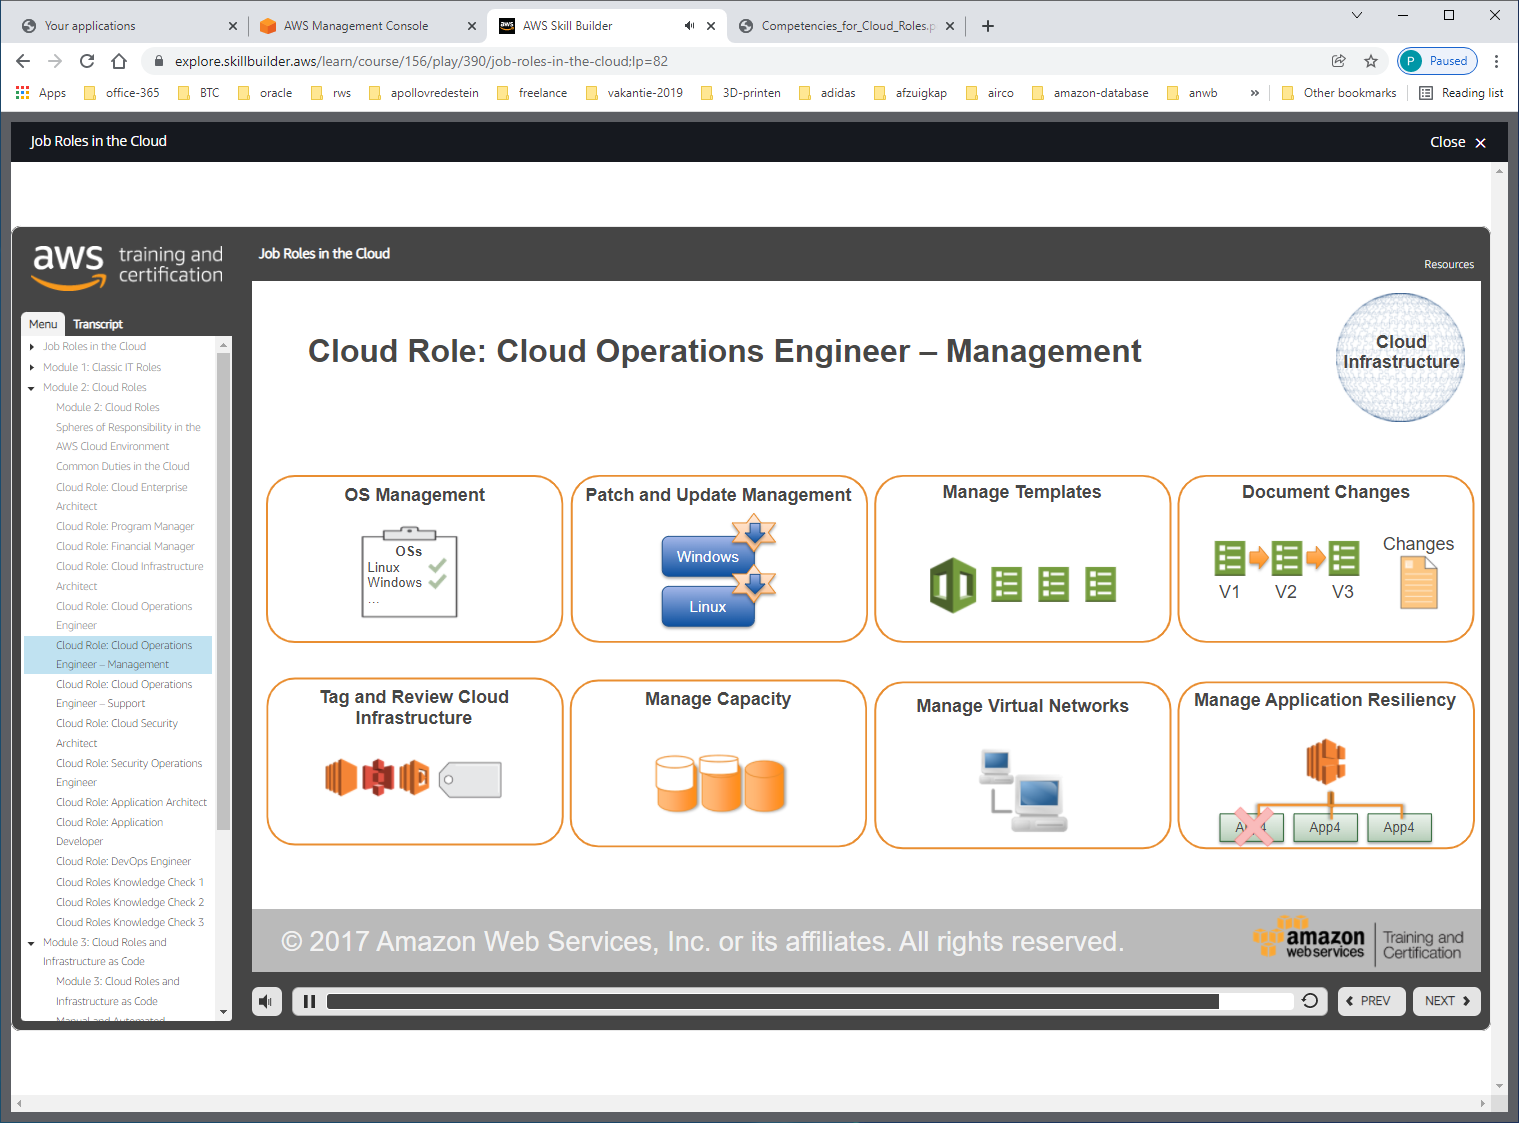 Your applications
AWS Management Console
AWS Skill Builder
Competencies_for_Cloud_Roles.p
explore.skillbuilder.aws/learn/course/156/play/390/job-roles-in-the-cloud;lp=82
P Paused
Apps office-365 BTC oracle rws apollovredestein freelance vakantie-2019 3D-printen adidas afzuigkap airco amazon-database anwb » Other bookmarks Reading list
Job Roles in the Cloud
Close
aws training and
certification
Job Roles in the Cloud
Resources
Menu Transcript
Job Roles in the Cloud
Module 1: Classic IT Roles
Module 2: Cloud Roles
Module 2: Cloud Roles
Spheres of Responsibility in the
AWS Cloud Environment
Common Duties in the Cloud
Cloud Role: Cloud Enterprise
Architect
Cloud Role: Program Manager
Cloud Role: Financial Manager
Cloud Role: Cloud Infrastructure
Architect
Cloud Role: Cloud Operations
Engineer
Cloud Role: Cloud Operations
Engineer – Management
Cloud Role: Cloud Operations
Engineer – Support
Cloud Role: Cloud Security
Architect
Cloud Role: Security Operations
Engineer
Cloud Role: Application Architect
Cloud Role: Application
Developer
Cloud Role: DevOps Engineer
Cloud Roles Knowledge Check 1
Cloud Roles Knowledge Check 2
Cloud Roles Knowledge Check 3
Module 3: Cloud Roles and
Infrastructure as Code
Module 3: Cloud Roles and
Infrastructure as Code
Manual and Automated
Cloud Role: Cloud Operations Engineer – Management
Cloud
Infrastructure
OS Management
OSs
Linux
Windows
...
Patch and Update Management
Windows
Linux
Manage Templates
Document Changes
Changes
V1 V2 V3
Tag and Review Cloud
Infrastructure
Manage Capacity
Manage Virtual Networks
Manage Application Resiliency
App4 App4 App4
© 2017 Amazon Web Services, Inc. or its affiliates. All rights reserved.
amazon
webservices
Training and
Certification
PREV
NEXT